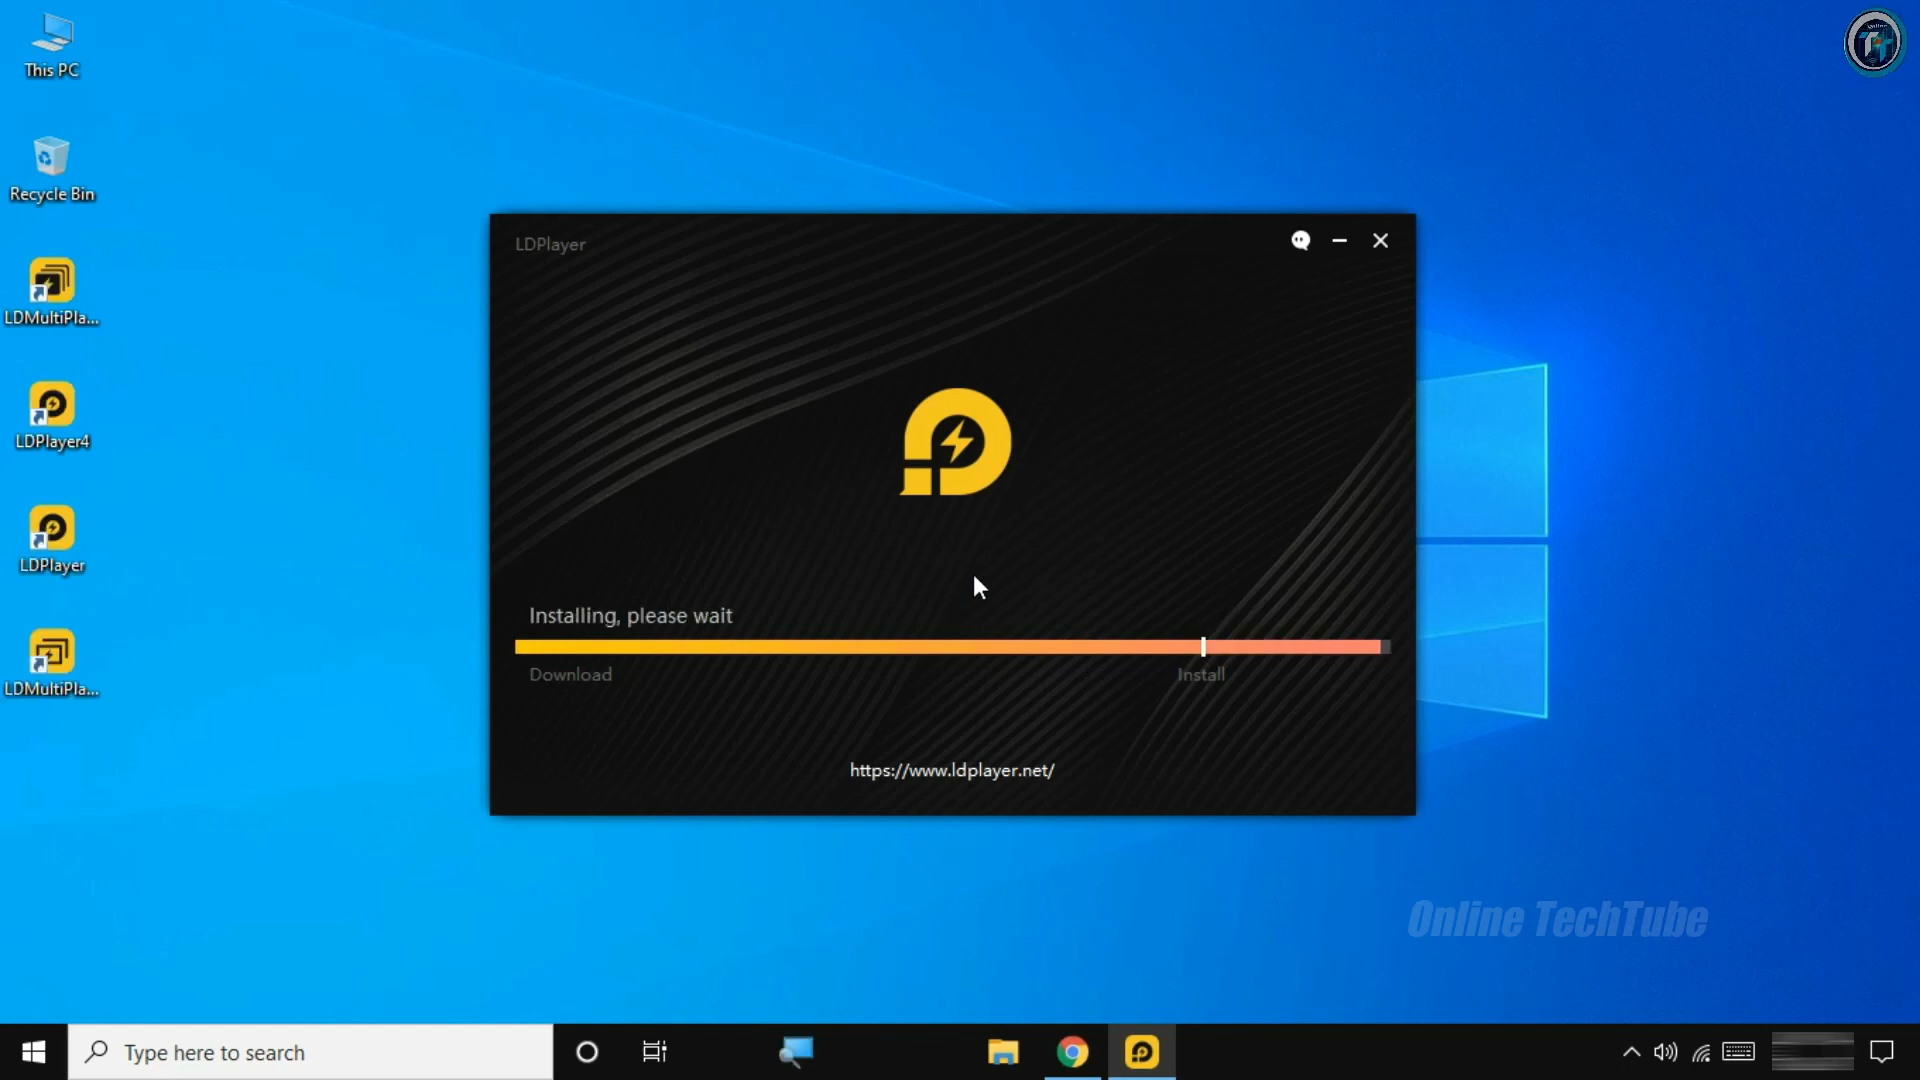 This PC
Recycle Bin
LDMultiPla...
LDPlayer4
LDPlayer
LDMultiPla...
LDPlayer
Installing, please wait
Download
Install
https://www.ldplayer.net/
Online TechTube
Type here to search